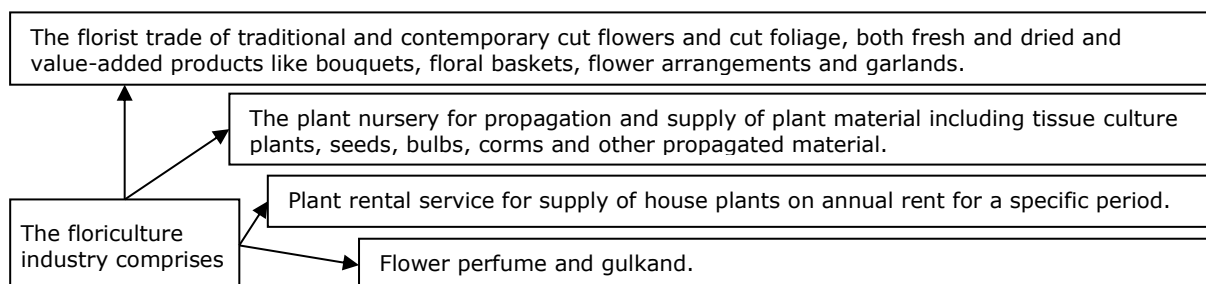 The florist trade of traditional and contemporary cut flowers and cut foliage, both fresh and dried and
value-added products like bouquets, floral baskets, flower arrangements and garlands.
The plant nursery for propagation and supply of plant material including tissue culture
plants, seeds, bulbs, corms and other propagated material.
Plant rental service for supply of house plants on annual rent for a specific period.
The floriculture
industry comprises
Flower perfume and gulkand.